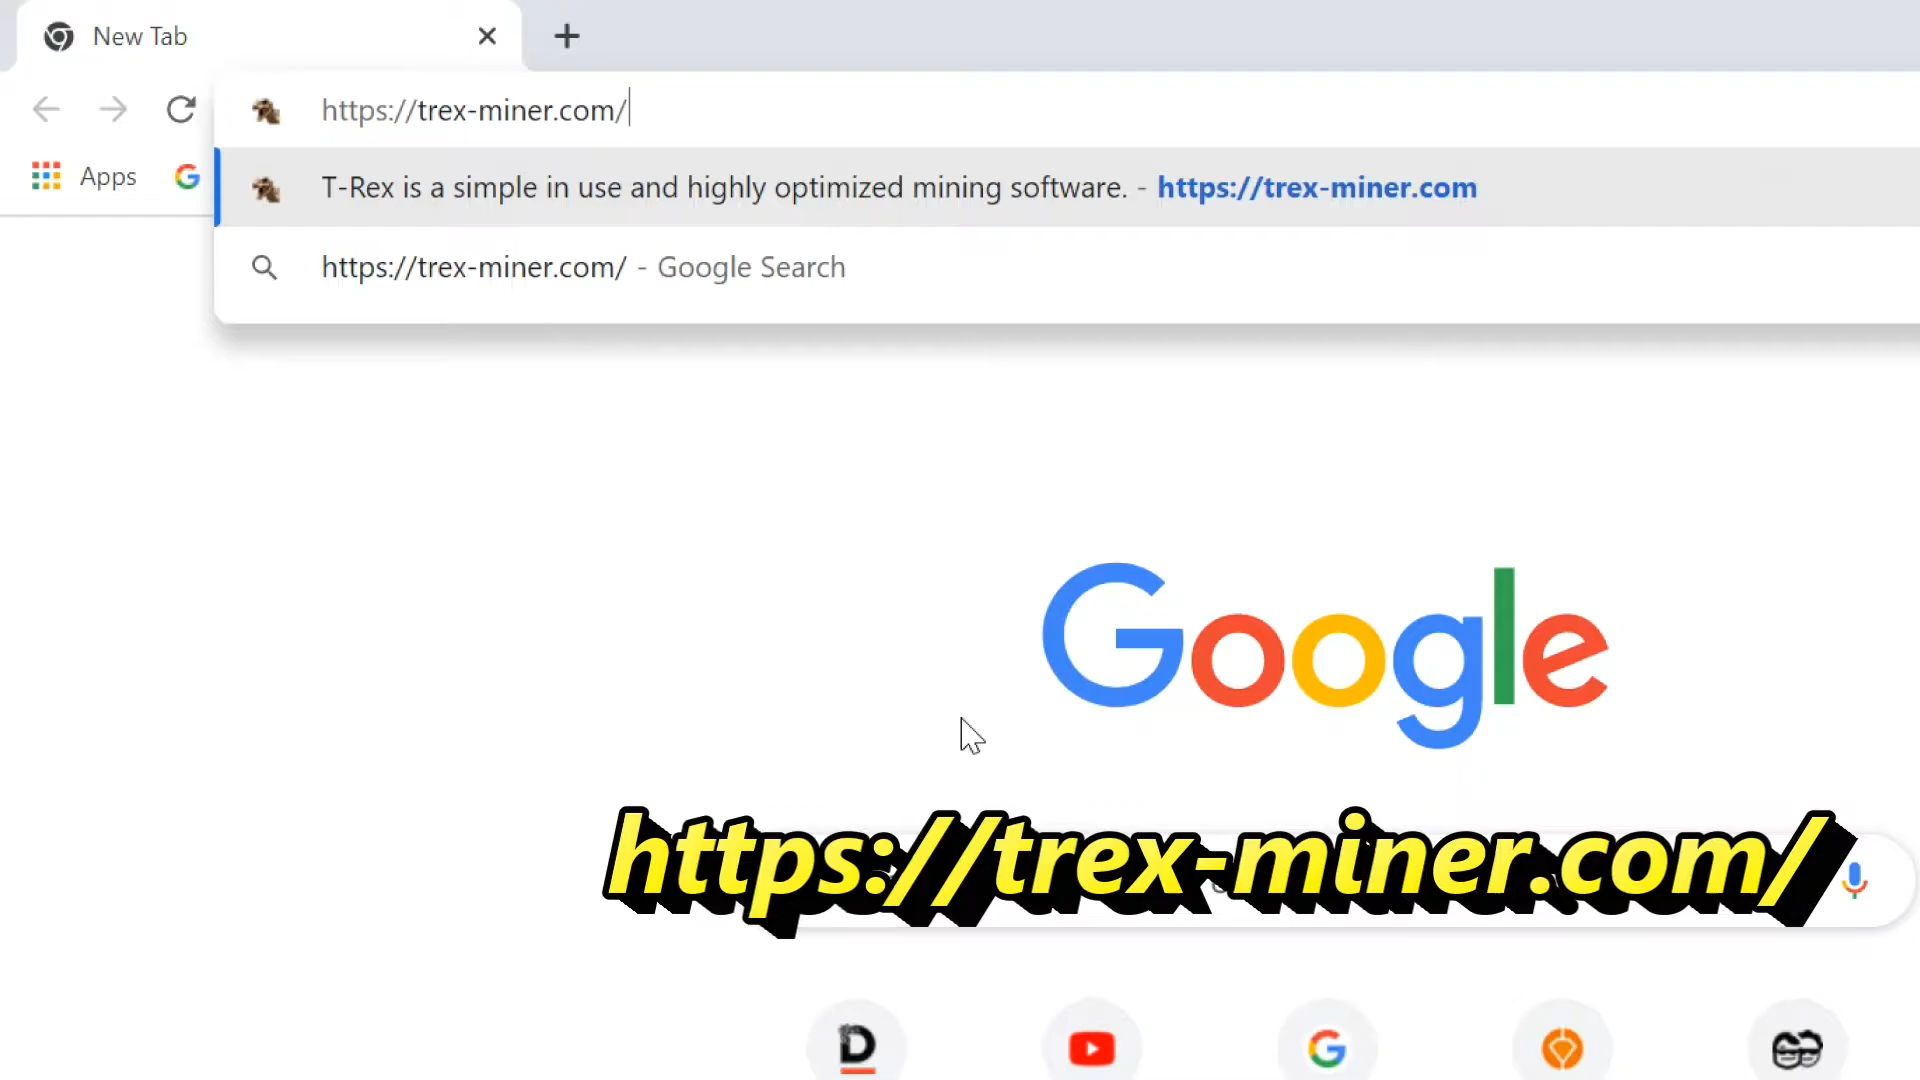 New Tab
https://trex-miner.com/
Apps
T-Rex is a simple in use and highly optimized mining software. - https://trex-miner.com
https://trex-miner.com/ - Google Search
Google
https://trex-miner.com/